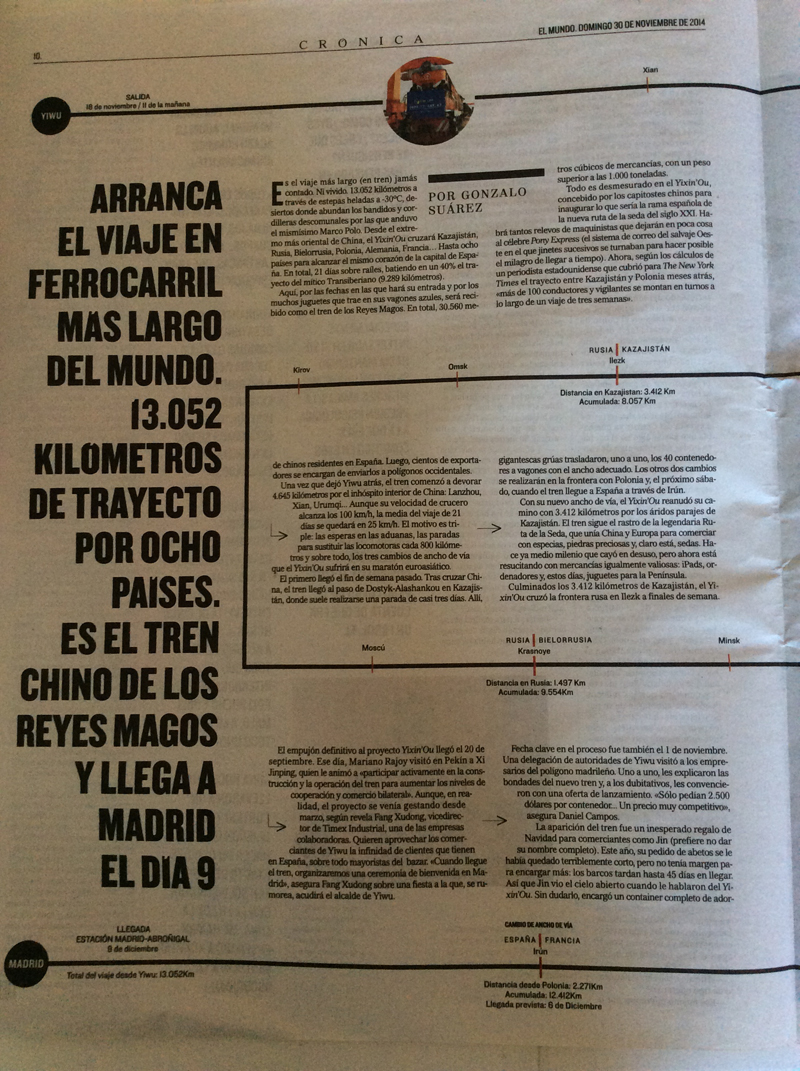 10.
CRONICA
EL MUNDO. DOMINGO 30 DE NOVIEMBRE DE 2014
YIWU
SALIDA
18 de noviembre / 11 de la mañana
Xian
ARRANCA
EL VIAJE EN
FERROCARRIL
MAS LARGO
DEL MUNDO.
13.052
KILOMETROS
DE TRAYECTO
POR OCHO
PAISES.
ES EL TREN
CHINO DE LOS
REYES MAGOS
Y LLEGA A
MADRID
EL DIA 9
Es el viaje más largo (en tren) jamás
contado. Ni vivido. 13.052 kilómetros a
través de estepas heladas a -30ºC, de-
siertos donde abundan los bandidos y cor-
dilleras descomunales por las que anduvo
el mismísimo Marco Polo. Desde el extre-
mo más oriental de China, el Yixin'Ou cruzará Kazajistán,
Rusia, Bielorrusia, Polonia, Alemania, Francia... Hasta ocho
países para alcanzar el mismo corazón de la capital de Espa-
ña. En total, 21 días sobre raíles, batiendo en un 40% el tra-
yecto del mítico Transiberiano (9.289 kilómetros).
Aquí, por las fechas en las que hará su entrada y por los
muchos juguetes que trae en sus vagones azules, será reci-
bido como el tren de los Reyes Magos. En total, 30.560 me-
POR GONZALO
SUÁREZ
tros cúbicos de mercancías, con un peso
superior a las 1.000 toneladas.
Todo es desmesurado en el Yixin'Ou,
concebido por los capitostes chinos para
inaugurar lo que sería la rama española de
la nueva ruta de la seda del siglo XXI. Ha-
brá tantos relevos de maquinistas que dejarán en poca cosa
al célebre Pony Express (el sistema de correo del salvaje Oes-
te en el que jinetes sucesivos se turnaban para hacer posible
el milagro de llegar a tiempo). Ahora, según los cálculos de
un periodista estadounidense que cubrió para The New York
Times el trayecto entre Kazajistán y Polonia meses atrás,
«más de 100 conductores y vigilantes se montan en turnos a
lo largo de un viaje de tres semanas».
Kirov
Omsk
RUSIA | KAZAJISTÁN
Ilezk
Distancia en Kazajistan: 3.412 Km
Acumulada: 8.057 Km
de chinos residentes en España. Luego, cientos de exporta-
dores se encargan de enviarlos a polígonos occidentales.
Una vez que dejó Yiwu atrás, el tren comenzó a devorar
4.645 kilómetros por el inhóspito interior de China: Lanzhou,
Xian, Urumqi... Aunque su velocidad de crucero
alcanza los 100 km/h, la media del viaje de 21
días se quedará en 25 km/h. El motivo es tri-
ple: las esperas en las aduanas, las paradas
para sustituir las locomotoras cada 800 kilóme-
tros y sobre todo, los tres cambios de ancho de vía
que el Yixin'Ou sufrirá en su maratón euroasiático.
El primero llegó el fin de semana pasado. Tras cruzar Chi-
na, el tren llegó al paso de Dostyk-Alashankou en Kazajis-
tán, donde suele realizarse una parada de casi tres días. Allí,
gigantescas grúas trasladaron, uno a uno, los 40 contenedo-
res a vagones con el ancho adecuado. Los otros dos cambios
se realizarán en la frontera con Polonia y, el próximo sába-
do, cuando el tren llegue a España a través de Irún.
Con su nuevo ancho de vía, el Yixin'Ou reanudó su ca-
mino con 3.412 kilómetros por los áridos parajes de
Kazajistán. El tren sigue el rastro de la legendaria Ru-
ta de la Seda, que unía China y Europa para comerciar
con especias, piedras preciosas y, claro está, sedas. Ha-
ce ya medio milenio que cayó en desuso, pero ahora está
resucitando con mercancías igualmente valiosas: iPads, or-
denadores y, estos días, juguetes para la Península.
Culminados los 3.412 kilómetros de Kazajistán, el Yi-
xin'Ou cruzó la frontera rusa en Ilezk a finales de semana.
Moscú
RUSIA | BIELORRUSIA
Krasnoye
Minsk
Distancia en Rusia: 1.497 Km
Acumulada: 9.554Km
El empujón definitivo al proyecto Yixin'Ou llegó el 20 de
septiembre. Ese día, Mariano Rajoy visitó en Pekín a Xi
Jinping, quien le animó a «participar activamente en la cons-
trucción y la operación del tren para aumentar los niveles de
cooperación y comercio bilateral». Aunque, en rea-
lidad, el proyecto se venía gestando desde
marzo, según revela Fang Xudong, vicedirec-
tor de Timex Industrial, una de las empresas
colaboradoras. Quieren aprovechar los comer-
ciantes de Yiwu la infinidad de clientes que tienen
en España, sobre todo mayoristas del bazar. «Cuando llegue
el tren, organizaremos una ceremonia de bienvenida en Ma-
drid», asegura Fang Xudong sobre una fiesta a la que, se ru-
morea, acudirá el alcalde de Yiwu.
Fecha clave en el proceso fue también el 1 de noviembre.
Una delegación de autoridades de Yiwu visitó a los empre-
sarios del polígono madrileño. Uno a uno, les explicaron las
bondades del nuevo tren y, a los dubitativos, les convencie-
ron con una oferta de lanzamiento. «Sólo pedían 2.500
dólares por contenedor... Un precio muy competitivo»,
asegura Daniel Campos.
La aparición del tren fue un inesperado regalo de
Navidad para comerciantes como Jin (prefiere no dar
su nombre completo). Este año, su pedido de abetos se le
había quedado terriblemente corto, pero no tenía margen pa-
ra encargar más: los barcos tardan hasta 45 días en llegar.
Así que Jin vio el cielo abierto cuando le hablaron del Yi-
xin'Ou. Sin dudarlo, encargó un container completo de ador-
LLEGADA
ESTACIÓN MADRID-ABROÑIGAL
9 de diciembre
MADRID
Total del viaje desde Yiwu: 13.052Km
CAMBIO DE ANCHO DE VÍA
ESPAÑA | FRANCIA
Irún
Distancia desde Polonia: 2.271Km
Acumulada: 12.412Km
Llegada prevista: 6 de Diciembre